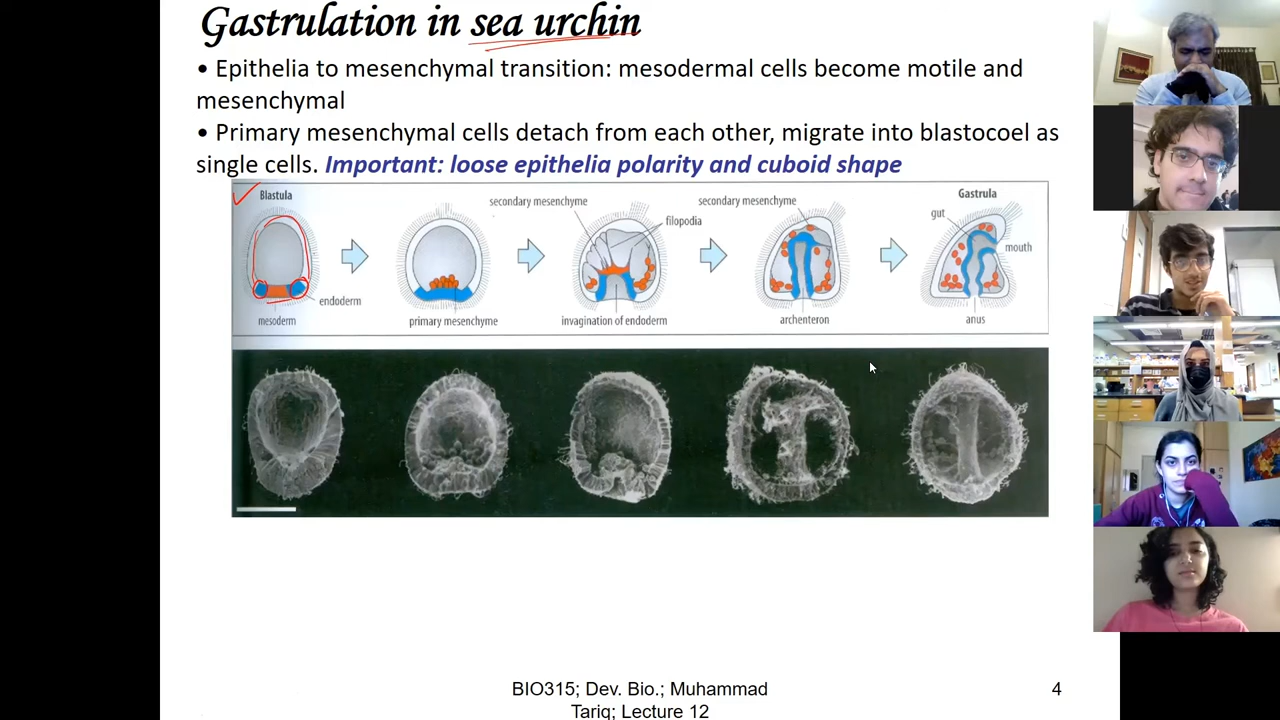 Gastrulation in sea urchin
• Epithelia to mesenchymal transition: mesodermal cells become motile and
mesenchymal
• Primary mesenchymal cells detach from each other, migrate into blastocoel as
single cells. Important: loose epithelia polarity and cuboid shape
Blastula
secondary mesenchyme
filopodia
secondary mesenchyme
Gastrula
gut
mouth
endoderm
mesoderm
primary mesenchyme
invagination of endoderm
archenteron
anus
BIO315; Dev. Bio.; Muhammad
Tariq; Lecture 12
4